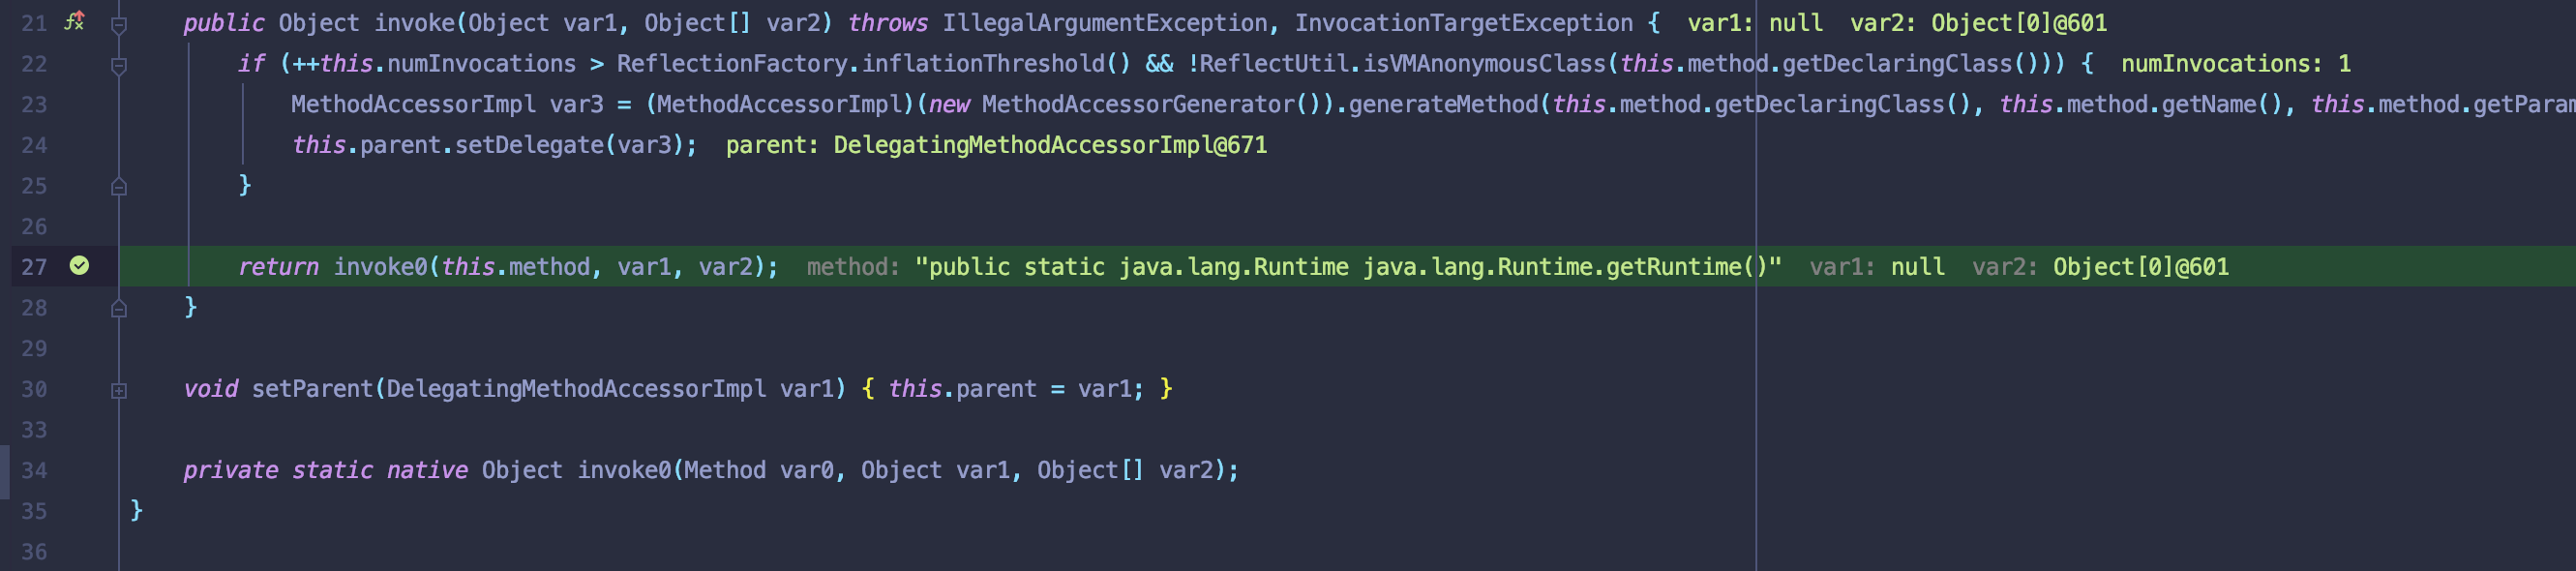 21 public Object invoke(Object var1, Object[] var2) throws IllegalArgumentException, InvocationTargetException { var1: null var2: Object[0]@601
22 if (++this.numInvocations > ReflectionFactory.inflationThreshold() && !ReflectUtil.isVMAnonymousClass(this.method.getDeclaringClass())) { numInvocations: 1
23 MethodAccessorImpl var3 = (MethodAccessorImpl)(new MethodAccessorGenerator()).generateMethod(this.method.getDeclaringClass(), this.method.getName(), this.method.getParam
24 this.parent.setDelegate(var3); parent: DelegatingMethodAccessorImpl@671
25 }
26
27 return invoke0(this.method, var1, var2); method: "public static java.lang.Runtime java.lang.Runtime.getRuntime()" var1: null var2: Object[0]@601
28 }
29
30 void setParent(DelegatingMethodAccessorImpl var1) { this.parent = var1; }
33
34 private static native Object invoke0(Method var0, Object var1, Object[] var2);
35 }
36